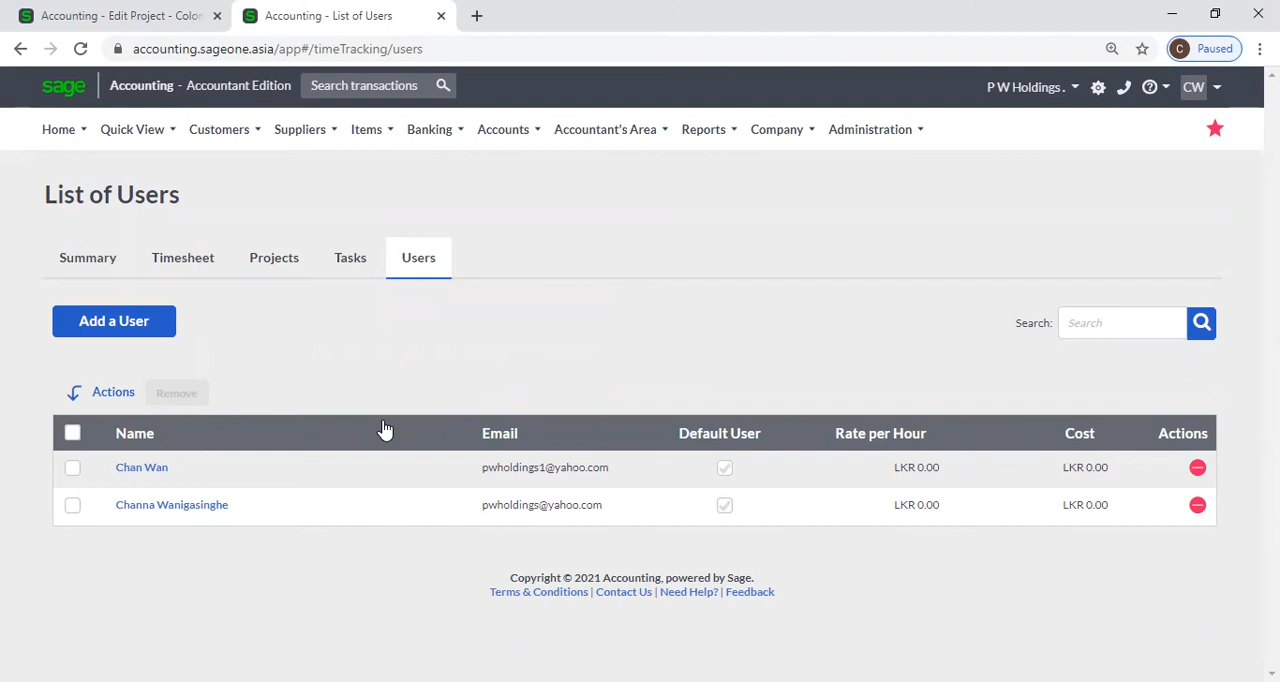 Accounting - Edit Project - Color
Accounting - List of Users
accounting.sageone.asia/app#/timeTracking/users
C Paused
sage Accounting - Accountant Edition Search transactions P W Holdings . CW
Home Quick View Customers Suppliers Items Banking Accounts Accountant's Area Reports Company Administration
List of Users
Summary Timesheet Projects Tasks Users
Add a User Search: Search
Actions Remove
Name Email Default User Rate per Hour Cost Actions
Chan Wan pwholdings1@yahoo.com LKR 0.00 LKR 0.00
Channa Wanigasinghe pwholdings@yahoo.com LKR 0.00 LKR 0.00
Copyright © 2021 Accounting, powered by Sage.
Terms & Conditions | Contact Us | Need Help? | Feedback